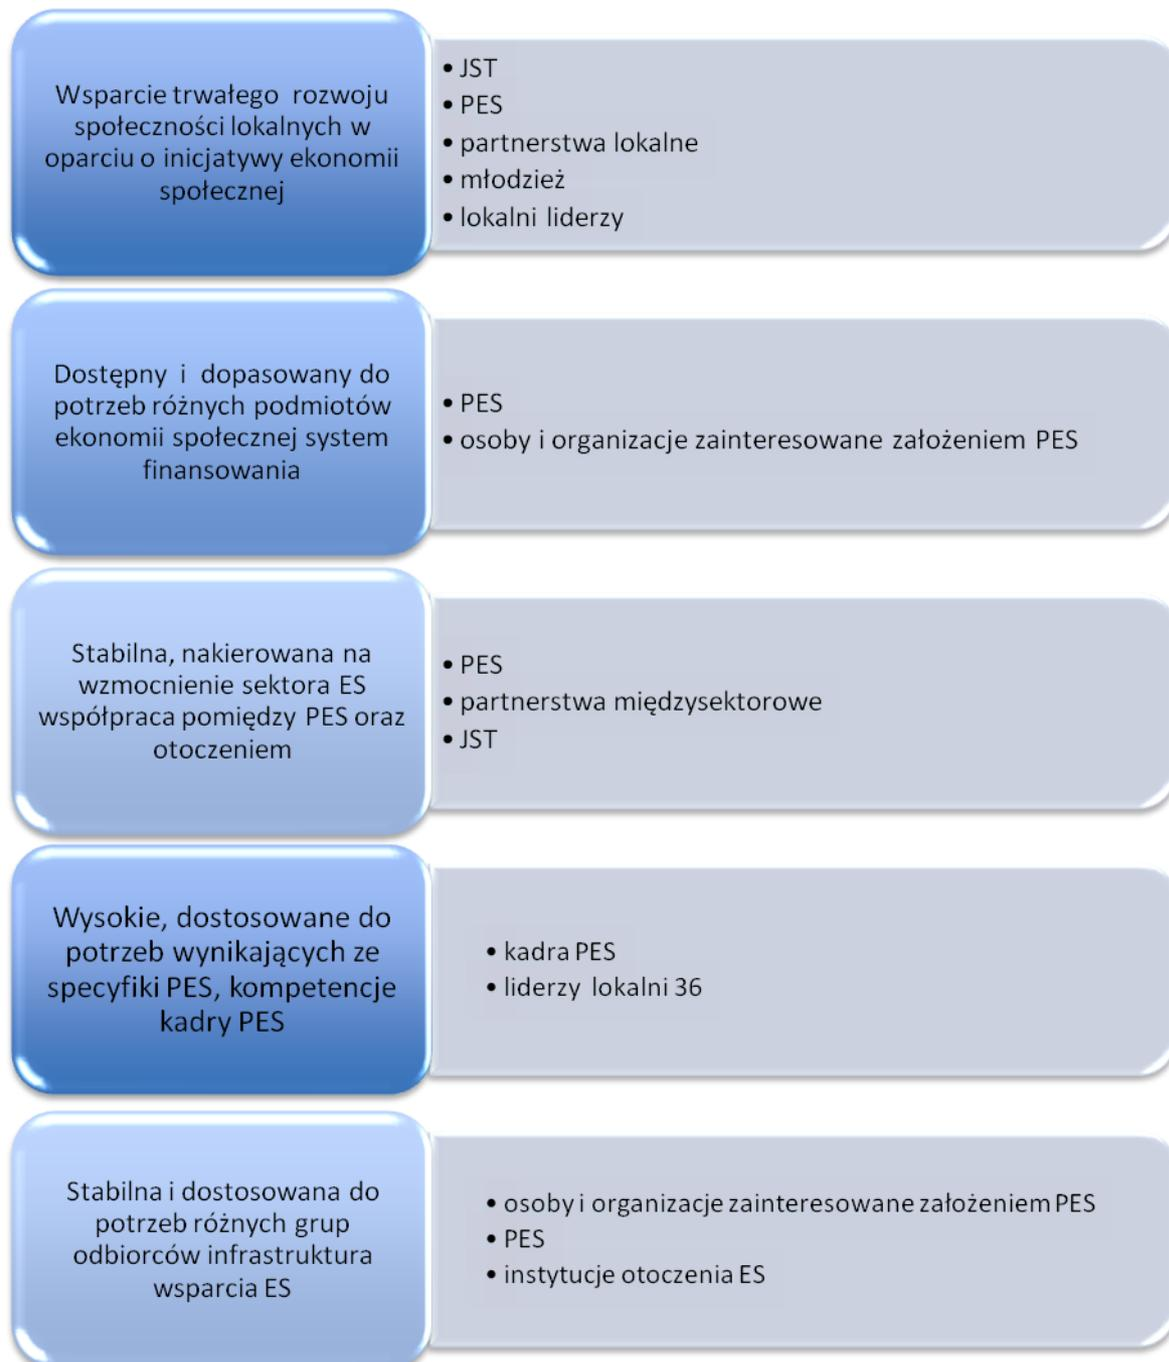 Wsparcie trwałego rozwoju
społeczności lokalnych w
oparciu o inicjatywy ekonomii
społecznej
• JST
• PES
• partnerstwa lokalne
• młodzież
• lokalni liderzy
Dostępny i dopasowany do
potrzeb różnych podmiotów
ekonomii społecznej system
finansowania
• PES
• osoby i organizacje zainteresowane założeniem PES
Stabilna, nakierowana na
wzmocnienie sektora ES
współpraca pomiędzy PES oraz
otoczeniem
• PES
• partnerstwa międzysektorowe
• JST
Wysokie, dostosowane do
potrzeb wynikających ze
specyfiki PES, kompetencje
kadry PES
• kadra PES
• liderzy lokalni 36
Stabilna i dostosowana do
potrzeb różnych grup
odbiorców infrastruktura
wsparcia ES
• osoby i organizacje zainteresowane założeniem PES
• PES
• instytucje otoczenia ES